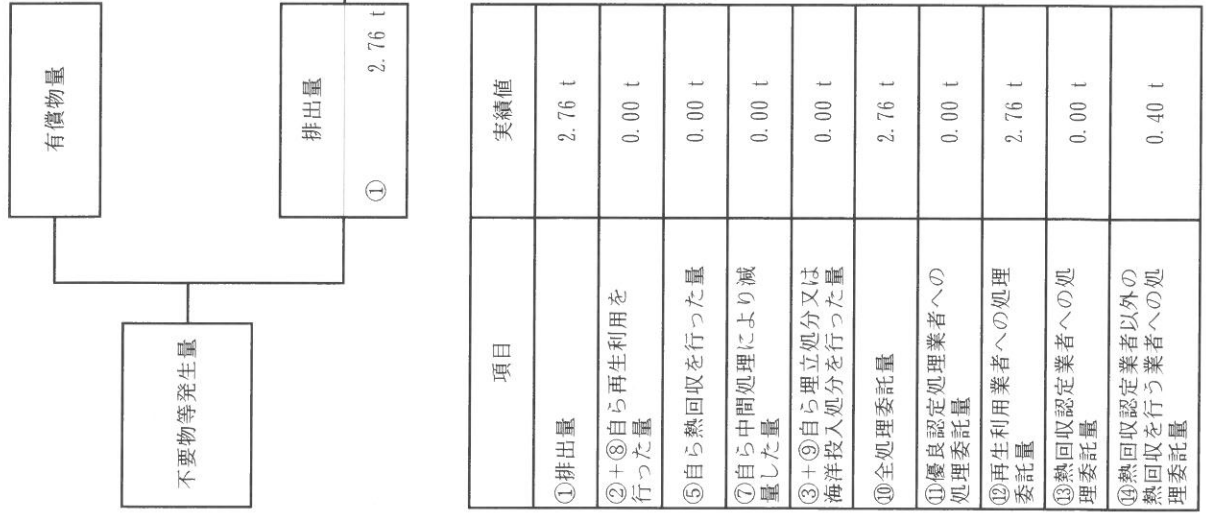 不要物等発生量
有償物量
排出量
① 2.76 t
項目 実績値
①排出量 2.76 t
②+⑧自ら再生利用を
行った量 0.00 t
⑤自ら熱回収を行った量 0.00 t
⑦自ら中間処理により減
量した量 0.00 t
③+⑨自ら埋立処分又は
海洋投入処分を行った量 0.00 t
⑩全処理委託量 2.76 t
⑪優良認定処理業者への
処理委託量 0.00 t
⑫再生利用業者への処理
委託量 2.76 t
⑬熱回収認定業者への処
理委託量 0.00 t
⑭熱回収認定業者以外の
熱回収を行う業者への処
理委託量 0.40 t